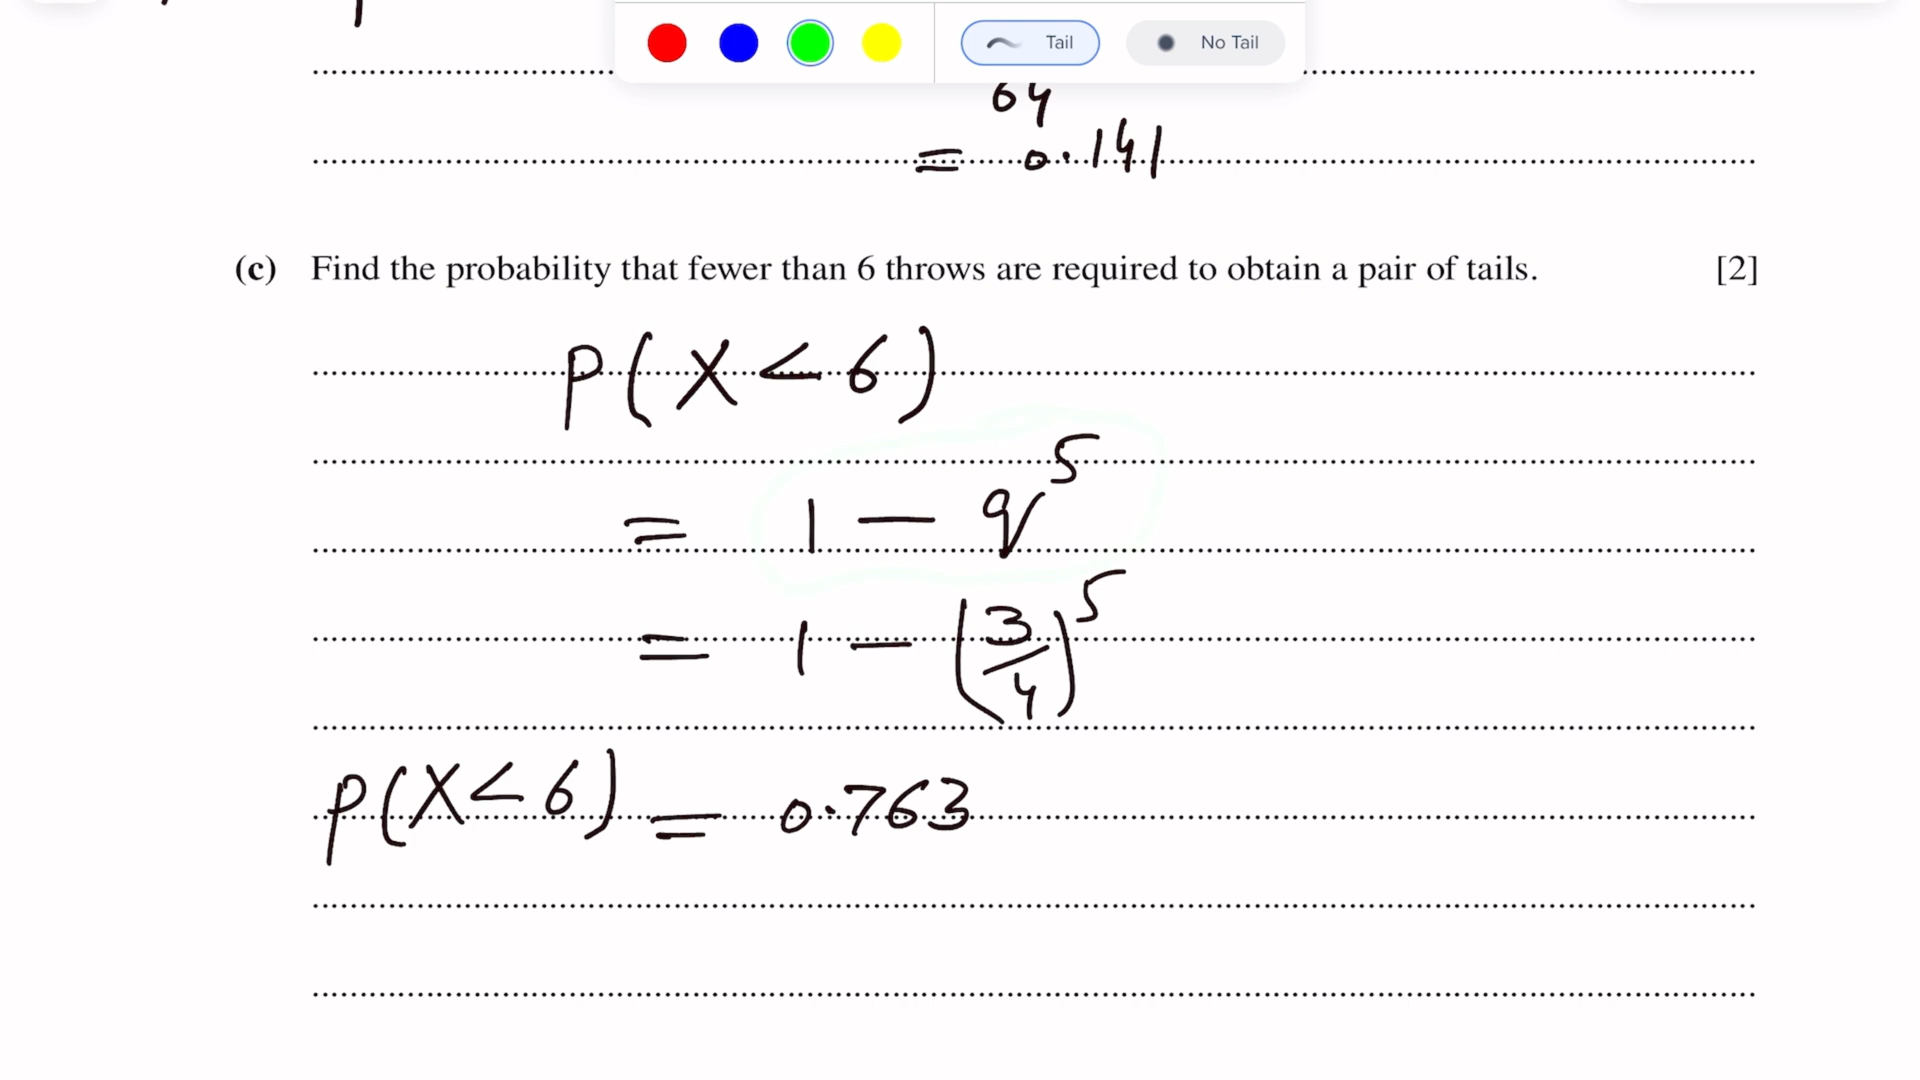 Tail No Tail
64
= 0.141
(c) Find the probability that fewer than 6 throws are required to obtain a pair of tails. [2]
P(X<6)
= 1 - q^5
= 1 - (3/4)^5
P(X<6) = 0.763